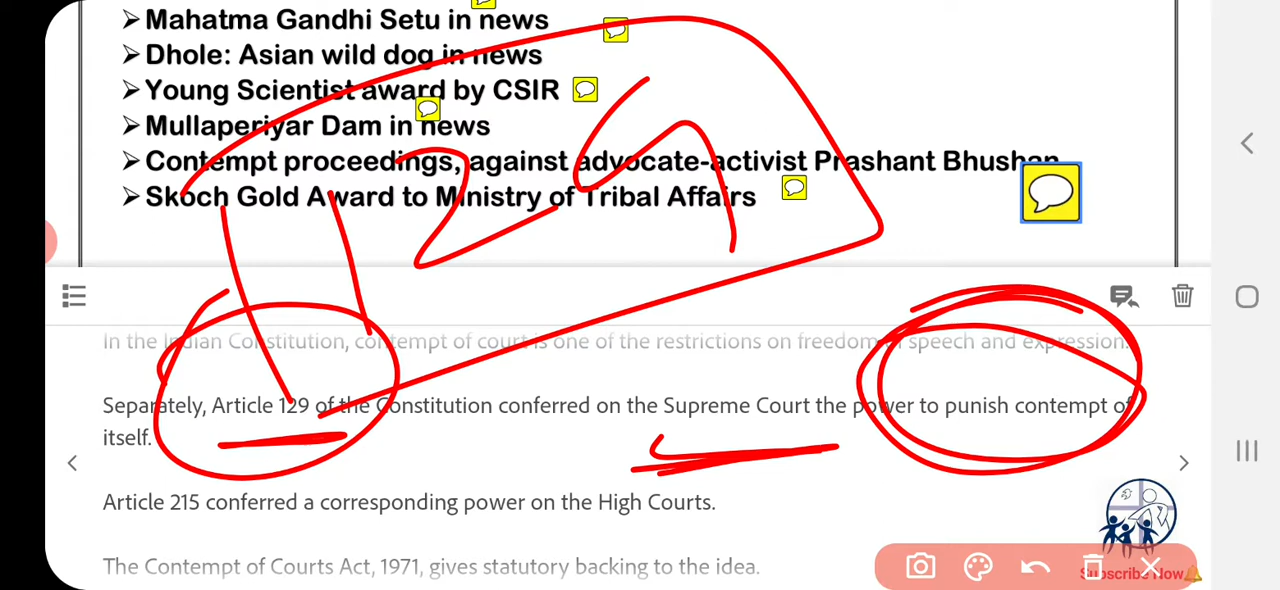 ➢Mahatma Gandhi Setu in news
➢Dhole: Asian wild dog in news
➢Young Scientist award by CSIR
➢Mullaperiyar Dam in news
➢Contempt proceedings, against advocate-activist Prashant Bhushan
➢Skoch Gold Award to Ministry of Tribal Affairs
129
In the Indian Constitution, contempt of court is one of the restrictions on freedom of speech and expression.
Separately, Article 129 of the Constitution conferred on the Supreme Court the power to punish contempt of
itself.
Article 215 conferred a corresponding power on the High Courts.
The Contempt of Courts Act, 1971, gives statutory backing to the idea.
Subscribe Now